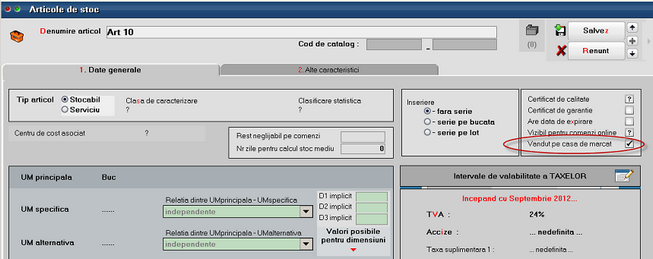 Articole de stoc
Denumire articol Art 10
Cod de catalog : -
(0)
Salvez
Renunt
1. Date generale
2. Alte caracteristici
Tip articol Stocabil
Serviciu
Clasa de caracterizare
?
Clasificare statistica
?
Inseriere
- fara serie
- serie pe bucata
- serie pe lot
Certificat de calitate ?
Certificat de garantie
Are data de expirare
Vizibil pentru comenzi online ?
Vandut pe casa de marcat
Centru de cost asociat ?
Rest neglijabil pe comenzi
Nr zile pentru calcul stoc mediu 0
UM principala Buc
UM specifica ......
Relatia dintre UMprincipala - UMspecifica
independente
UM alternativa ......
Relatia dintre UMprincipala - UMalternativa
independente
D1 implicit
D2 implicit
D3 implicit
Valori posibile
pentru dimensiuni
Intervale de valabilitate a TAXELOR
Incepand cu Septembrie 2012...
TVA : 24%
Accize : ... nedefinita ...
Taxa suplimentara 1 : ... nedefinita ...